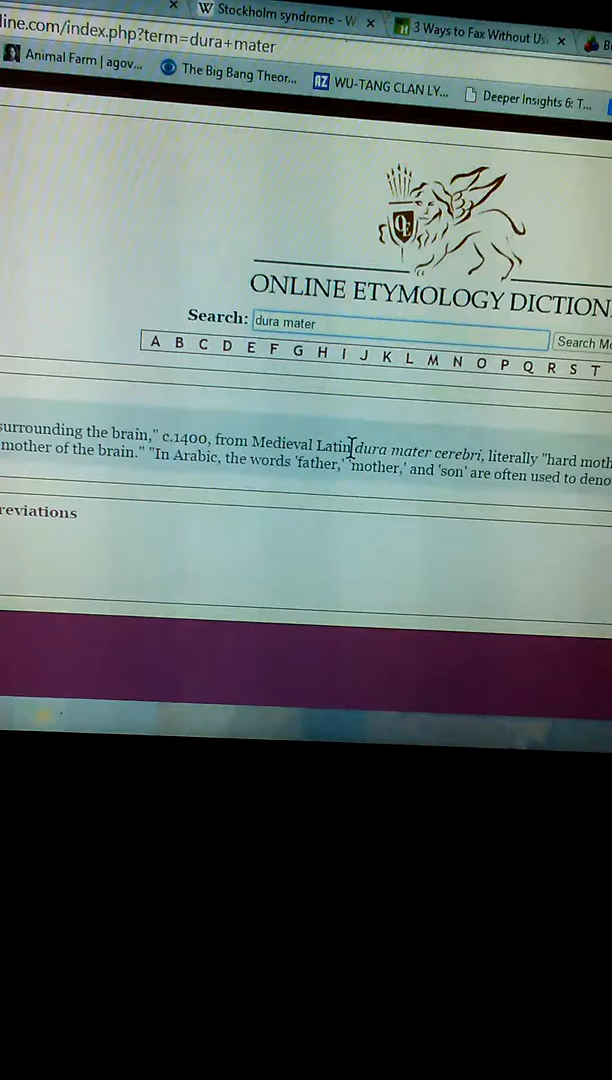 Stockholm syndrome - W
3 Ways to Fax Without Us
line.com/index.php?term=dura+mater
Animal Farm | agov...
The Big Bang Theor...
AZ
WU-TANG CLAN LY...
Deeper Insights 6: T...
OE
ONLINE ETYMOLOGY DICTION
Search: dura mater
Search Mo
A B C D E F G H I J K L M N O P Q R S T
surrounding the brain," c.1400, from Medieval Latin dura mater cerebri, literally "hard moth
mother of the brain." "In Arabic, the words 'father,' 'mother,' and 'son' are often used to deno
reviations